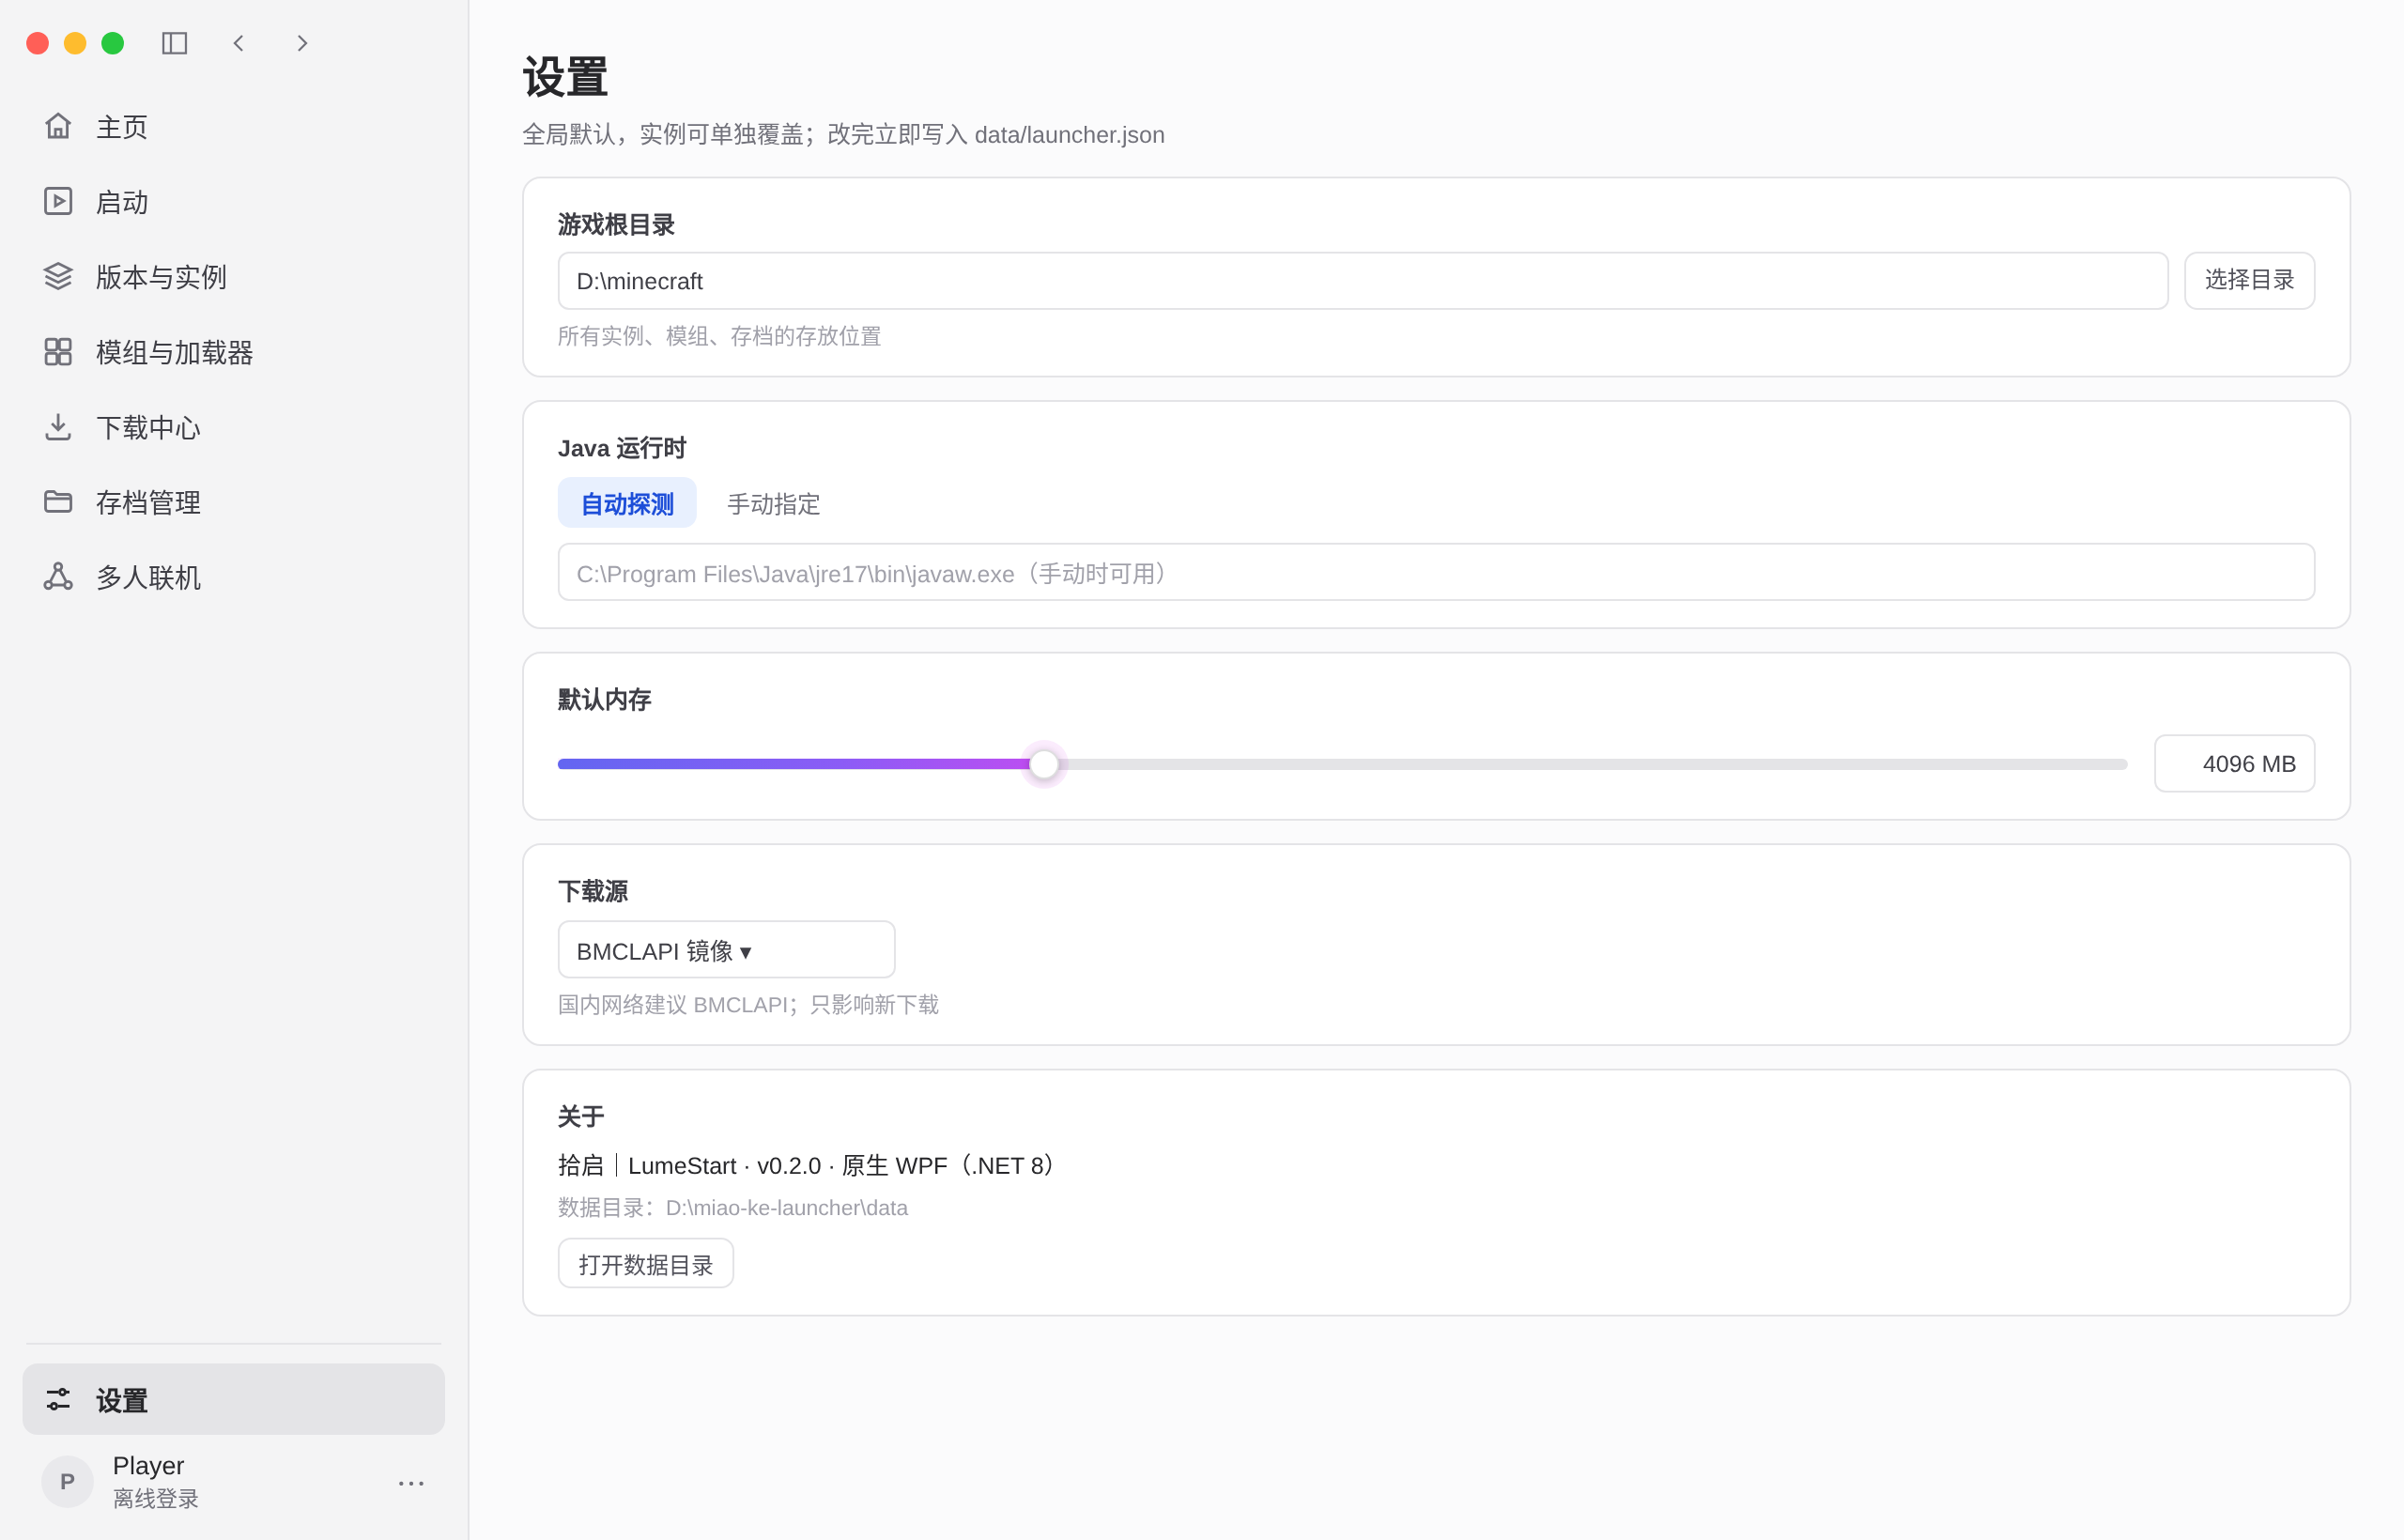 主页
启动
版本与实例
模组与加载器
下载中心
存档管理
多人联机
设置
P
Player
离线登录
设置
全局默认，实例可单独覆盖；改完立即写入 data/launcher.json
游戏根目录
D:\minecraft
选择目录
所有实例、模组、存档的存放位置
Java 运行时
自动探测 手动指定
C:\Program Files\Java\jre17\bin\javaw.exe（手动时可用）
默认内存
4096 MB
下载源
BMCLAPI 镜像 ▾
国内网络建议 BMCLAPI；只影响新下载
关于
拾启｜LumeStart · v0.2.0 · 原生 WPF（.NET 8）
数据目录：D:\miao-ke-launcher\data
打开数据目录